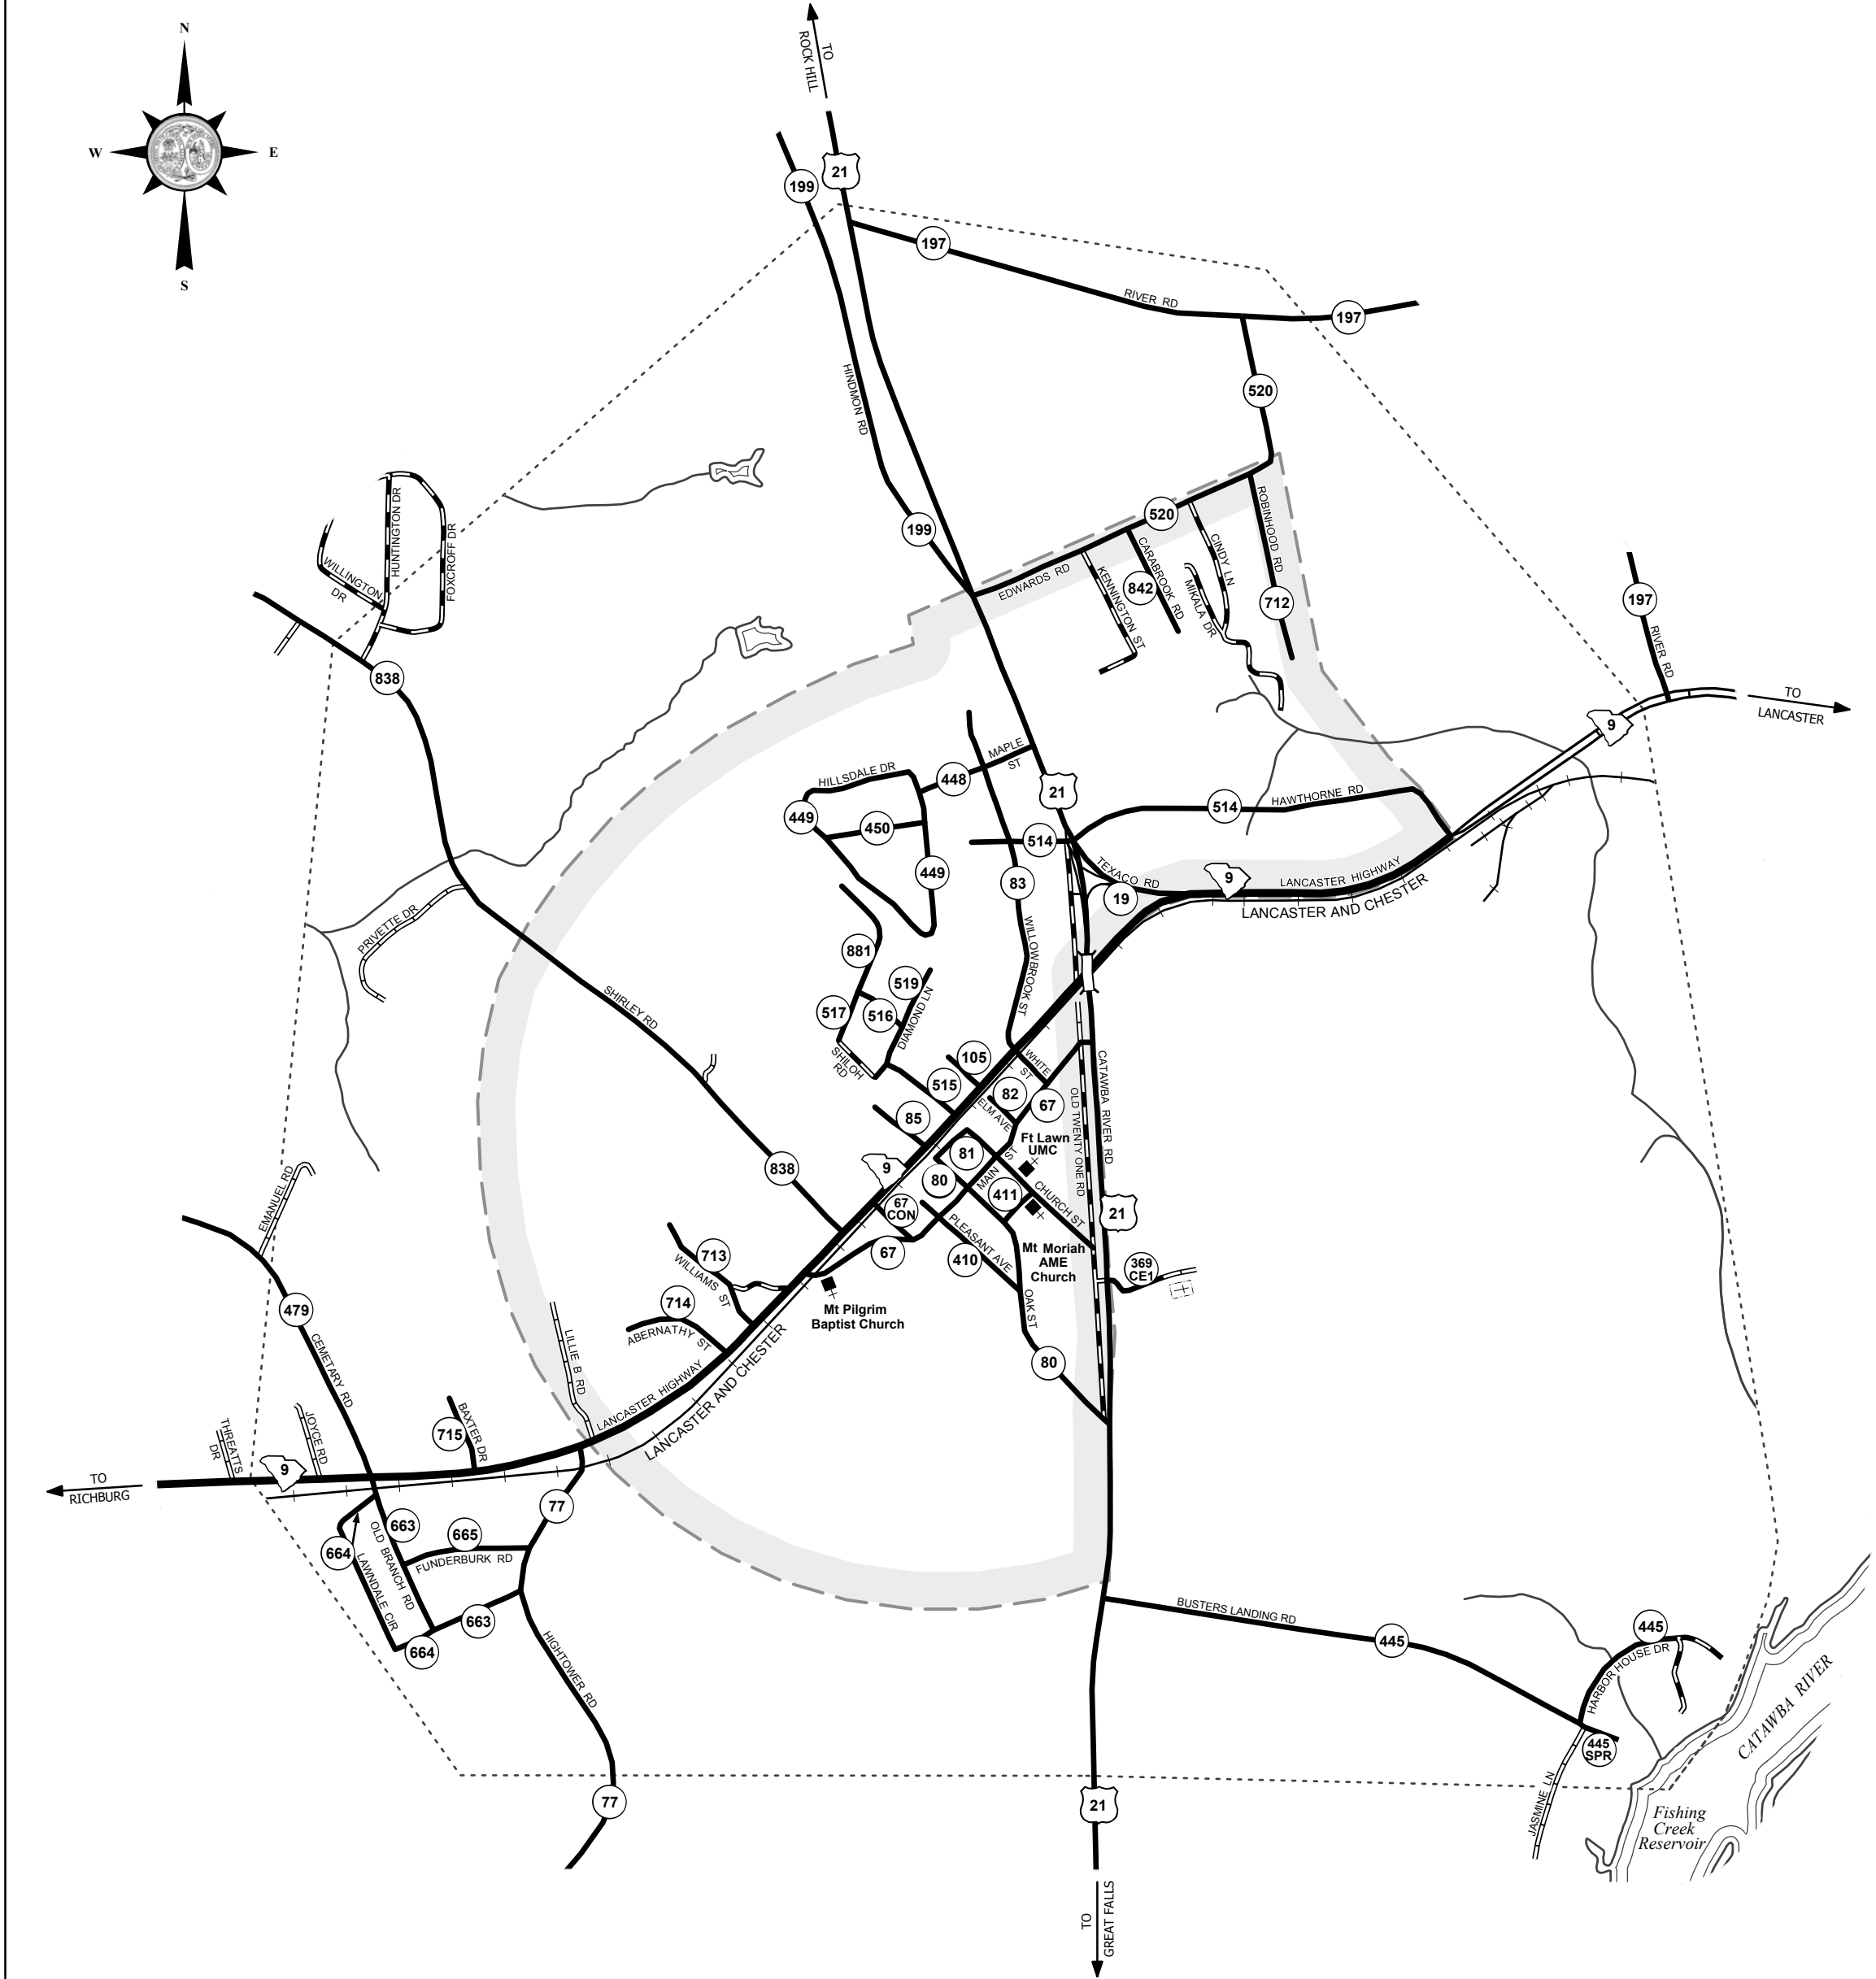 N
W
E
S
TO
ROCK HILL
199
21
197
RIVER RD
197
HINDMON RD
520
199
520
EDWARDS RD
KENNINGTON ST
CARABROOK RD
842
MIKALA DR
CINDY LN
ROBINHOOD RD
712
HUNTINGTON DR
FOXCROFF DR
WILLINGTON
DR
838
197
RIVER RD
TO
LANCASTER
9
MAPLE
ST
448
HILLSDALE DR
449
450
449
21
514
HAWTHORNE RD
514
TEXACO RD
19
9
LANCASTER HIGHWAY
LANCASTER AND CHESTER
83
WILLOWBROOK ST
PRIVETTE DR
SHIRLEY RD
881
519
517
516
DIAMOND LN
SHILOH
RD
105
515
85
WHITE
ST
82
67
ELM AVE
OLD TWENTY ONE RD
CATAWBA RIVER RD
Ft Lawn
UMC
81
80
MAIN
ST
411
CHURCH ST
21
838
9
67
CON
67
PLEASANT AVE
410
Mt Moriah
AME
Church
369
CE1
OAK ST
80
EMANUEL RD
479
CEMETARY RD
713
WILLIAMS ST
714
ABERNATHY ST
Mt Pilgrim
Baptist Church
LILLIE B RD
LANCASTER HIGHWAY
LANCASTER AND CHESTER
THREATTS
DR
JOYCE RD
715
BAXTER DR
9
TO
RICHBURG
77
663
665
FUNDERBURK RD
664
LAWNDALE CIR
OLD BRANCH RD
663
664
HIGHTOWER RD
77
BUSTERS LANDING RD
445
445
HARBOR HOUSE DR
445
SPR
JASMINE LN
CATAWBA RIVER
Fishing
Creek
Reservoir
21
TO
GREAT FALLS